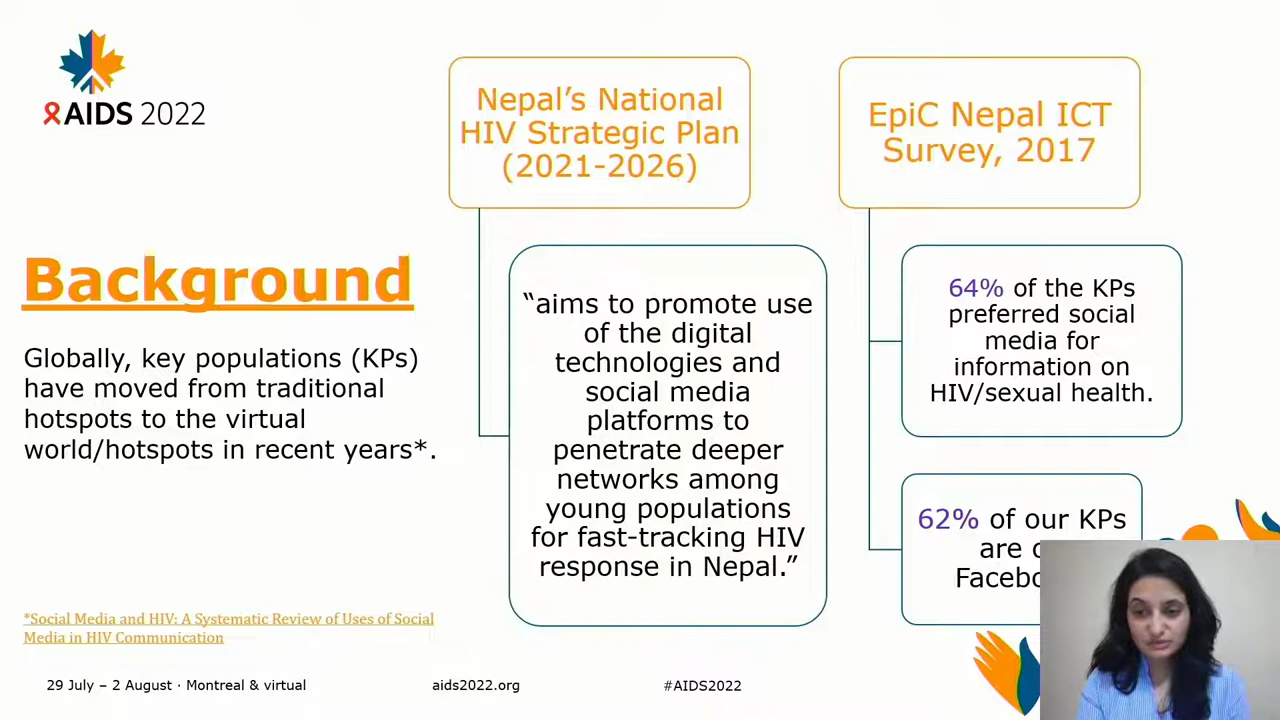 AIDS 2022
Nepal’s National
HIV Strategic Plan
(2021-2026)
EpiC Nepal ICT
Survey, 2017
Background
Globally, key populations (KPs)
have moved from traditional
hotspots to the virtual
world/hotspots in recent years*.
“aims to promote use
of the digital
technologies and
social media
platforms to
penetrate deeper
networks among
young populations
for fast-tracking HIV
response in Nepal.”
64% of the KPs
preferred social
media for
information on
HIV/sexual health.
62% of our KPs
are
*Social Media and HIV: A Systematic Review of Uses of Social
Media in HIV Communication
29 July – 2 August · Montreal & virtual
aids2022.org
#AIDS2022